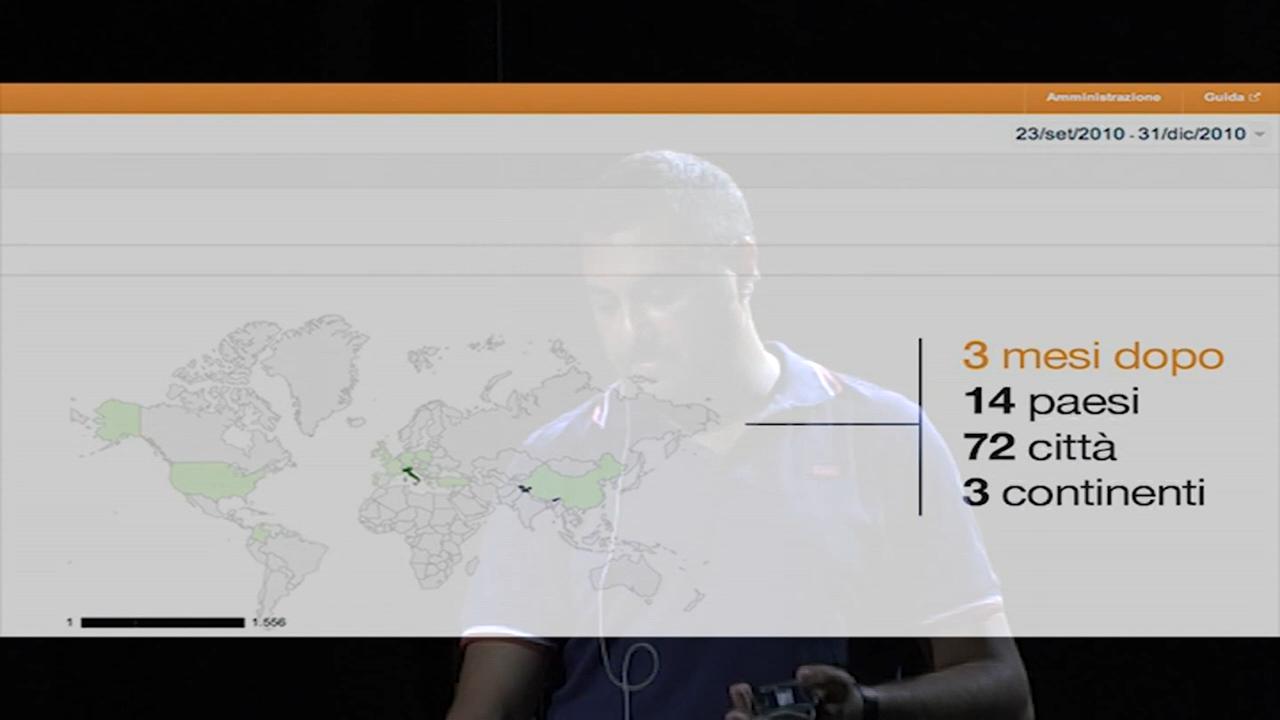 Amministrazione Guida
23/set/2010 - 31/dic/2010
3 mesi dopo
14 paesi
72 città
3 continenti
1 1.556